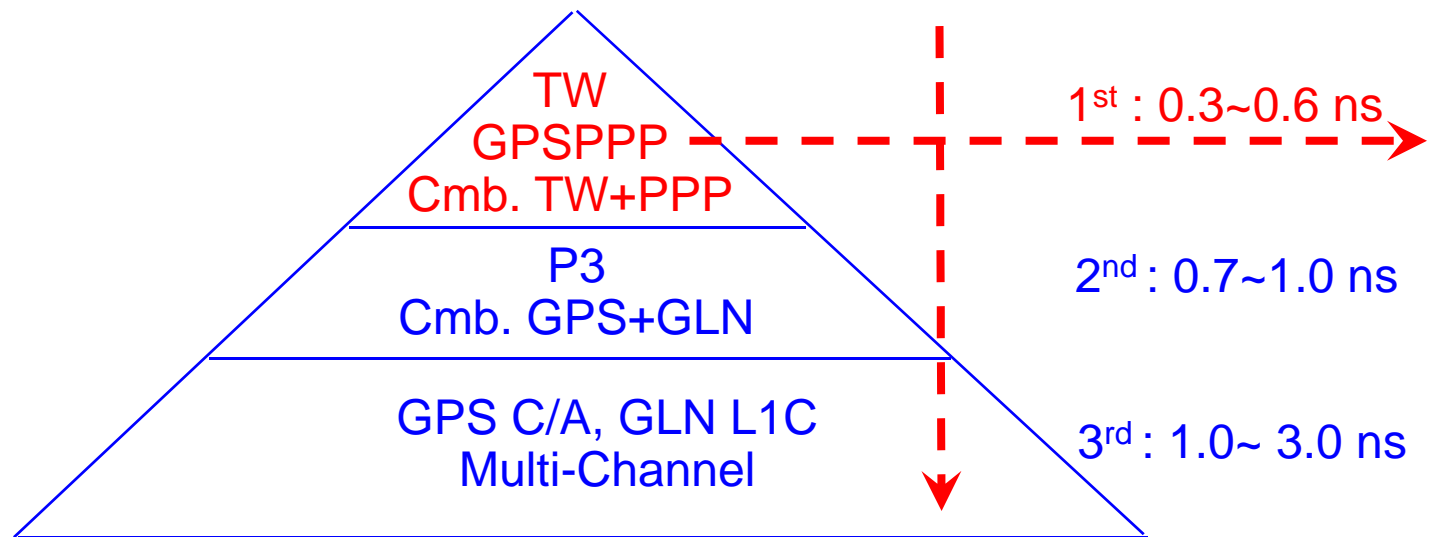 TW
GPSPPP
Cmb. TW+PPP
1st : 0.3~0.6 ns
P3
Cmb. GPS+GLN
2nd : 0.7~1.0 ns
GPS C/A, GLN L1C
Multi-Channel
3rd : 1.0~ 3.0 ns